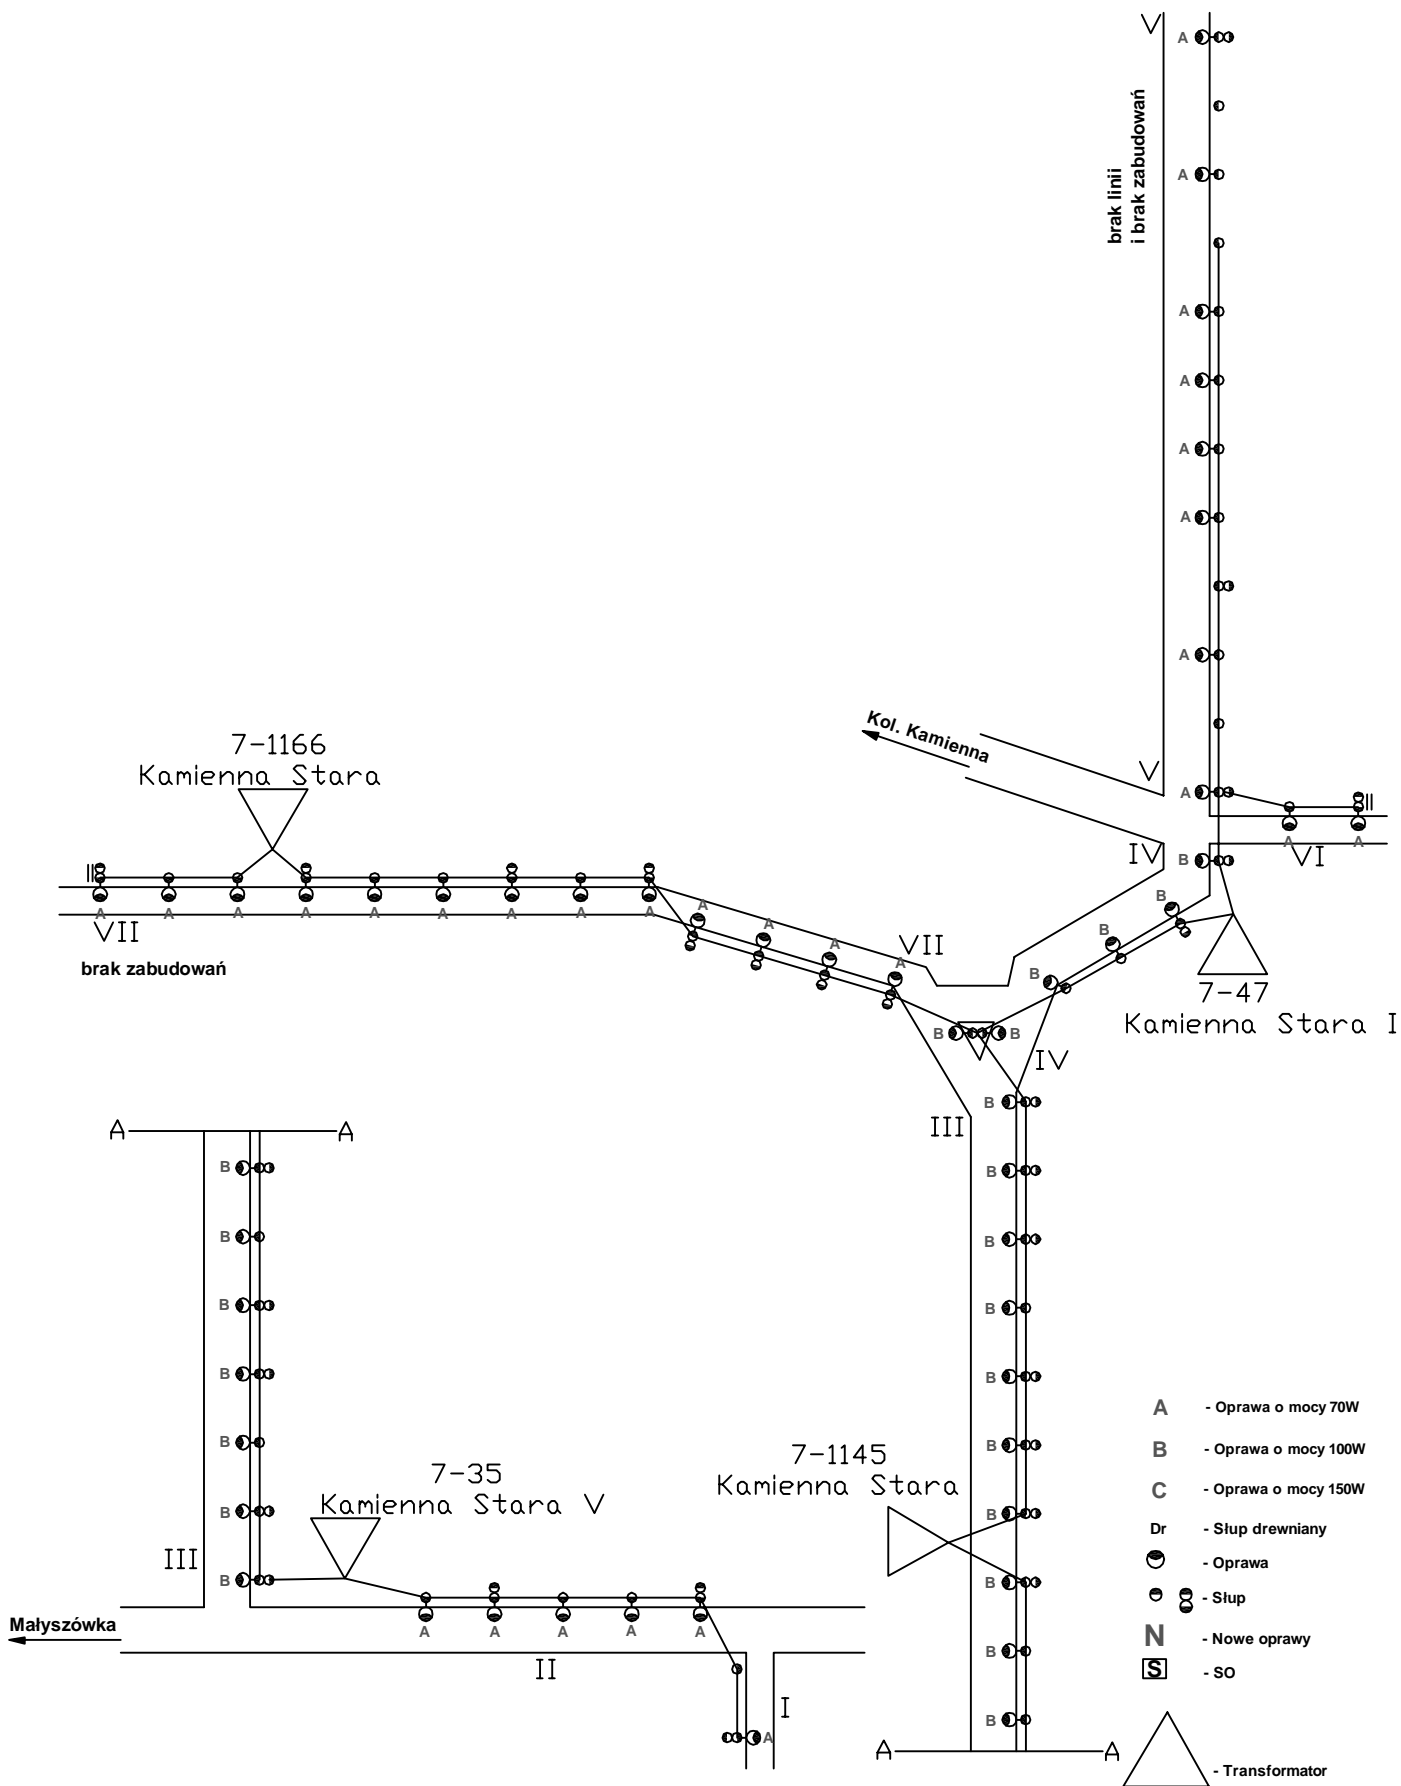 V
A
brak linii
i brak zabudowań
A
A
A
A
A
A
Kol. Kamienna
V
A
7-1166
Kamienna Stara
IV
B
A
A
VI
A
A
A
A
A
A
A
A
A
VII
brak zabudowań
A
A
A
A
VII
B
B
B
7-47
Kamienna Stara I
B
B
IV
III
B
B
B
B
B
B
B
B
B
B
A
A
A
A
B
B
B
B
B
B
B
III
7-35
Kamienna Stara V
7-1145
Kamienna Stara
Małyszówka
A
A
A
A
A
II
I
A
A - Oprawa o mocy 70W
B - Oprawa o mocy 100W
C - Oprawa o mocy 150W
Dr - Słup drewniany
- Oprawa
- Słup
N - Nowe oprawy
S - SO
- Transformator